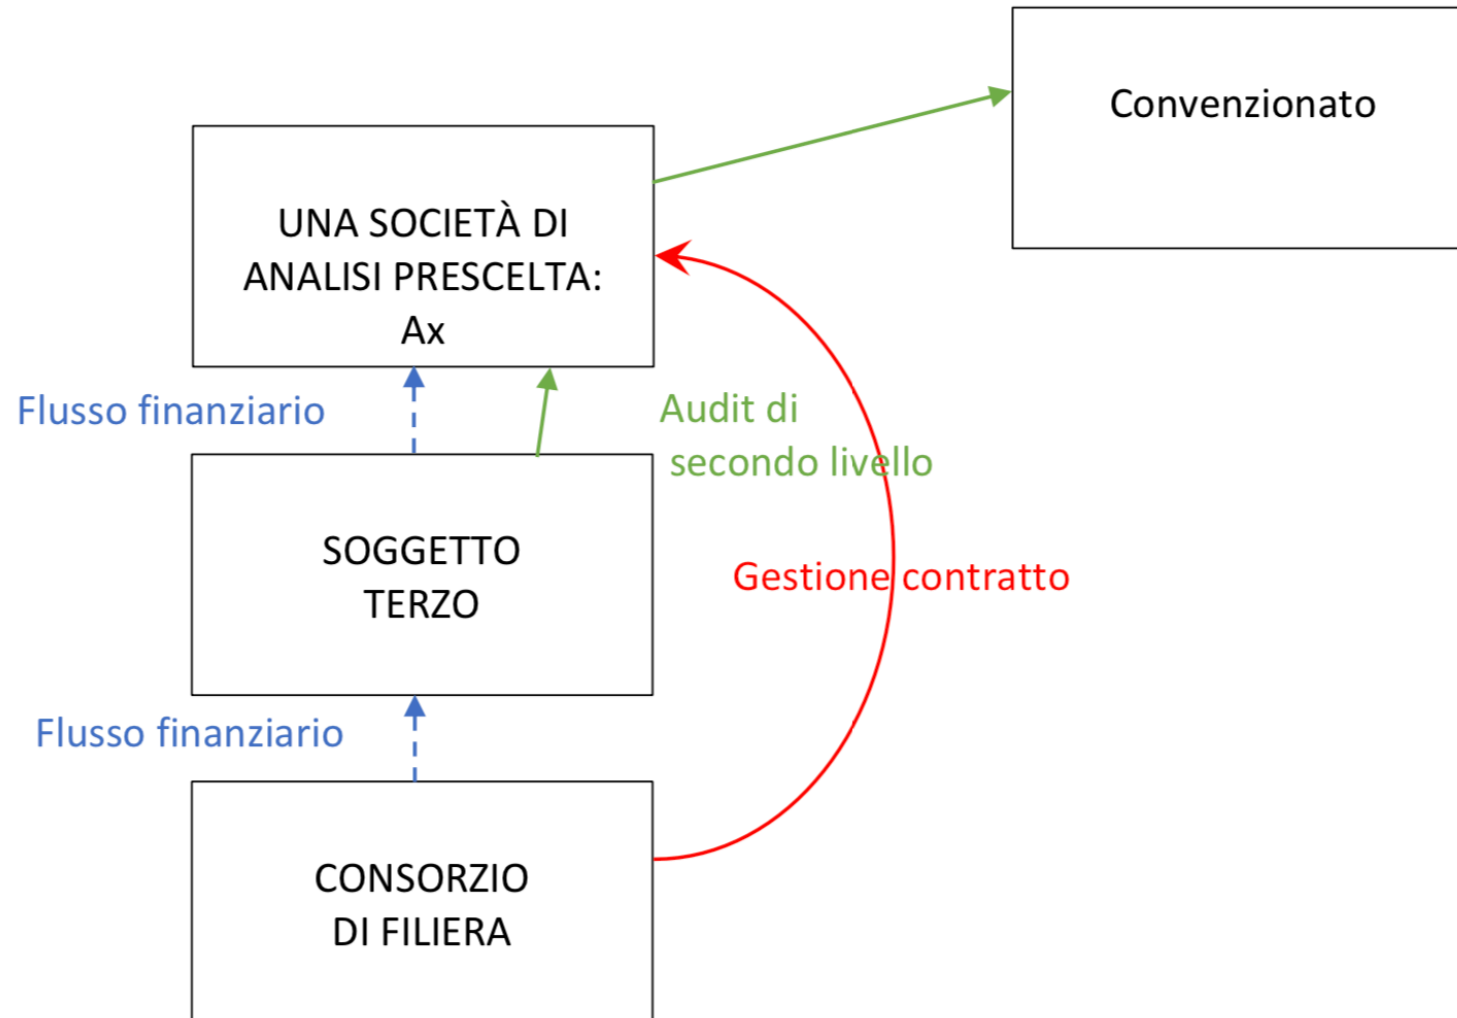 Convenzionato
UNA SOCIETÀ DI
ANALISI PRESCELTA:
Ax
Flusso finanziario
Audit di
secondo livello
SOGGETTO
TERZO
Gestione contratto
Flusso finanziario
CONSORZIO
DI FILIERA